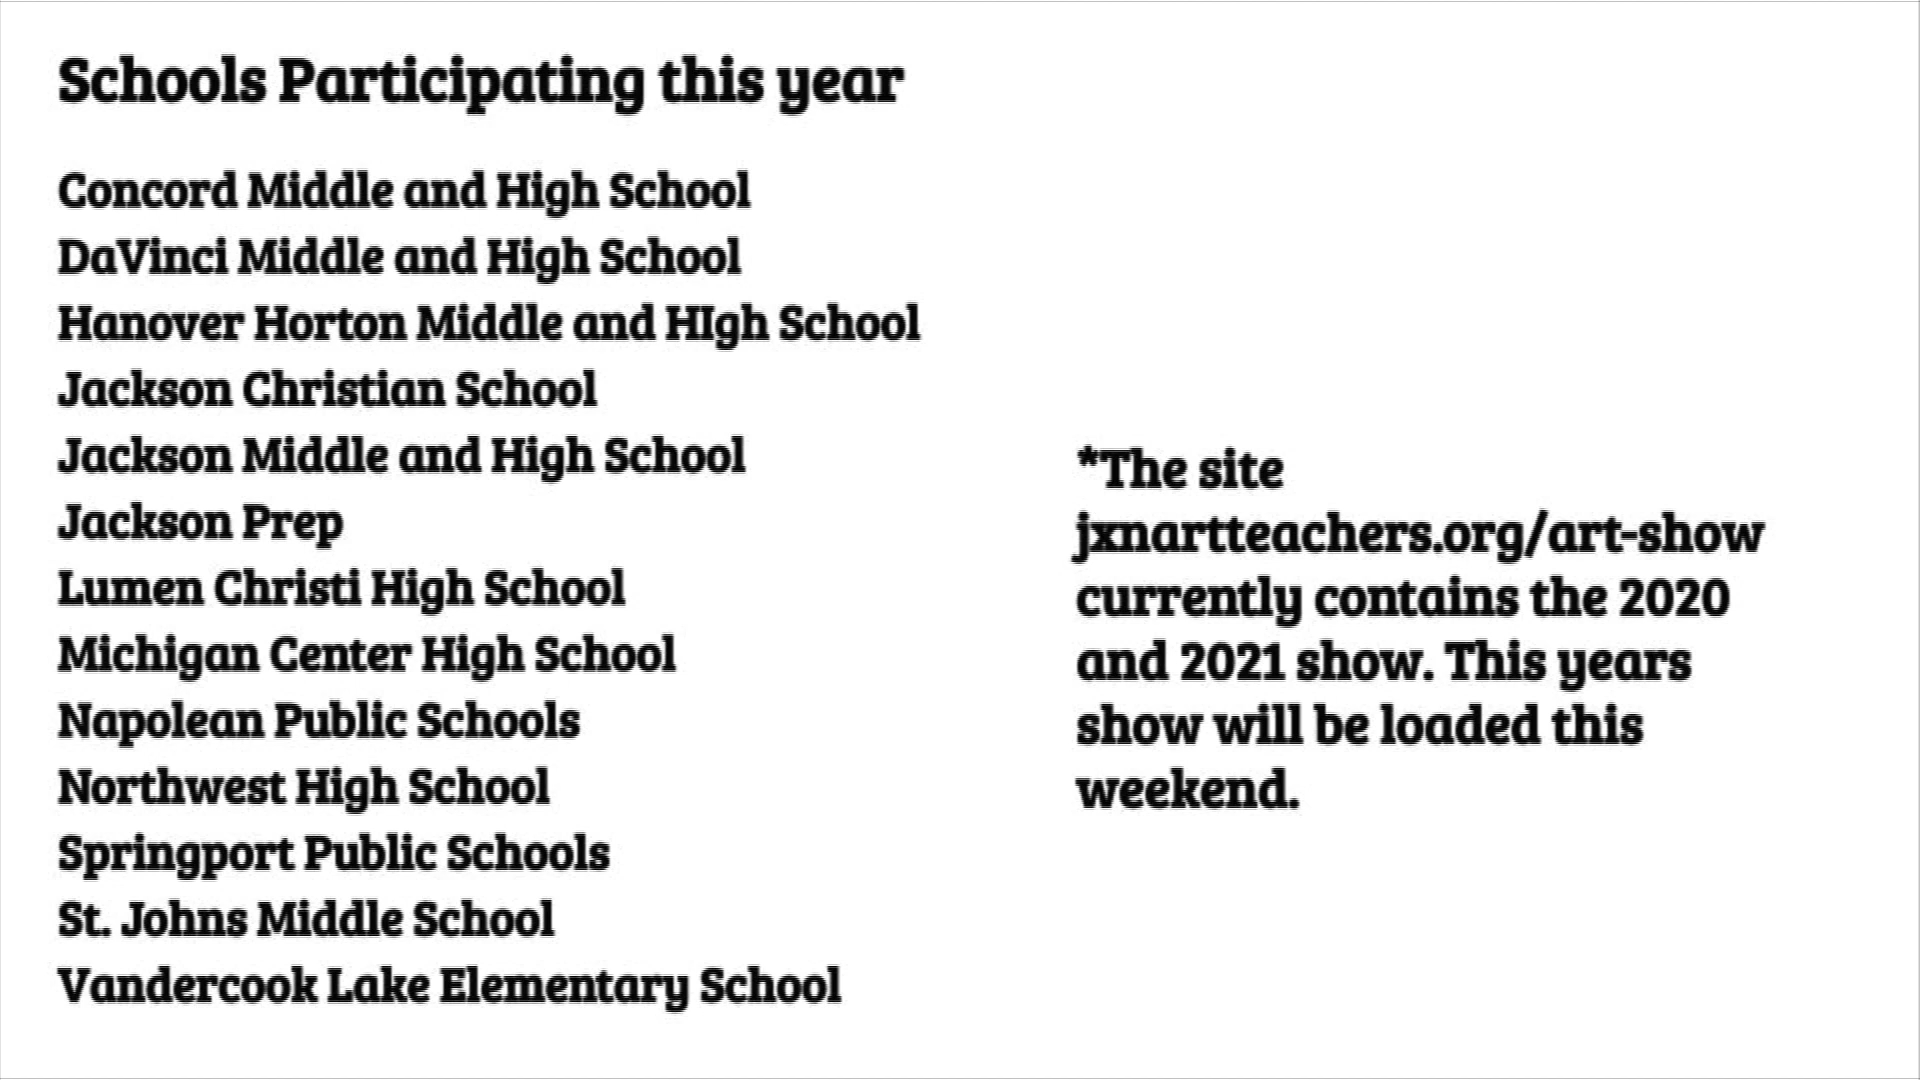 Schools Participating this year
Concord Middle and High School
DaVinci Middle and High School
Hanover Horton Middle and HIgh School
Jackson Christian School
Jackson Middle and High School
Jackson Prep
Lumen Christi High School
Michigan Center High School
Napolean Public Schools
Northwest High School
Springport Public Schools
St. Johns Middle School
Vandercook Lake Elementary School
*The site
jxnartteachers.org/art-show
currently contains the 2020
and 2021 show. This years
show will be loaded this
weekend.